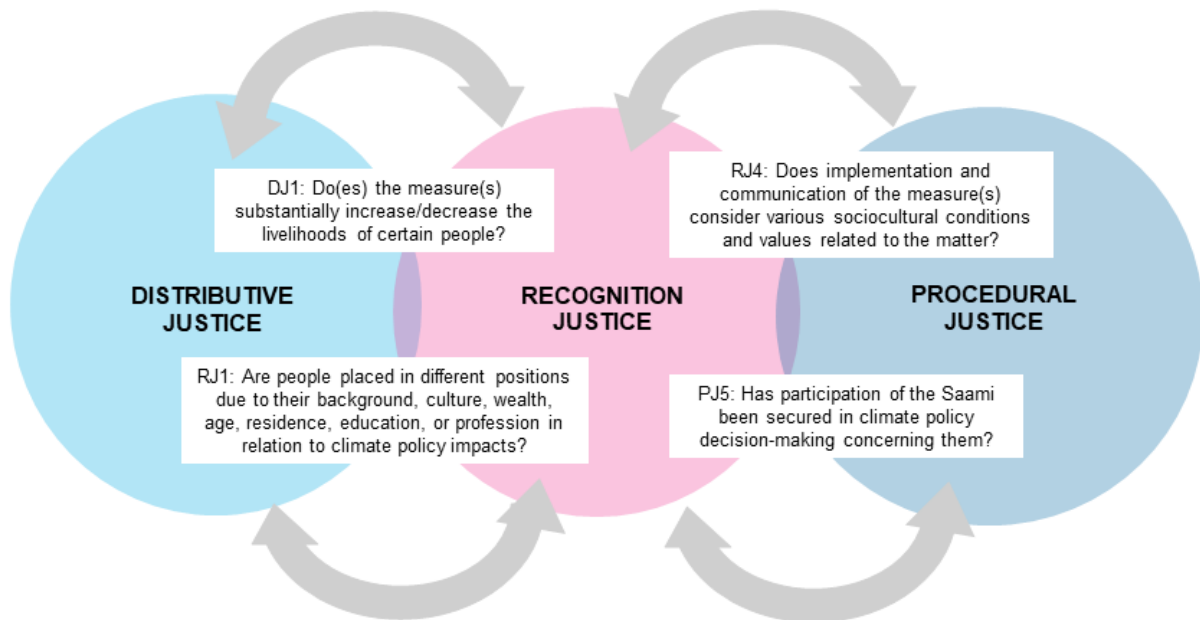 DJ1: Do(es) the measure(s)
substantially increase/decrease the
livelihoods of certain people?
RJ4: Does implementation and
communication of the measure(s)
consider various sociocultural conditions
and values related to the matter?
DISTRIBUTIVE
JUSTICE
RECOGNITION
JUSTICE
PROCEDURAL
JUSTICE
RJ1: Are people placed in different positions
due to their background, culture, wealth,
age, residence, education, or profession in
relation to climate policy impacts?
PJ5: Has participation of the Saami
been secured in climate policy
decision-making concerning them?